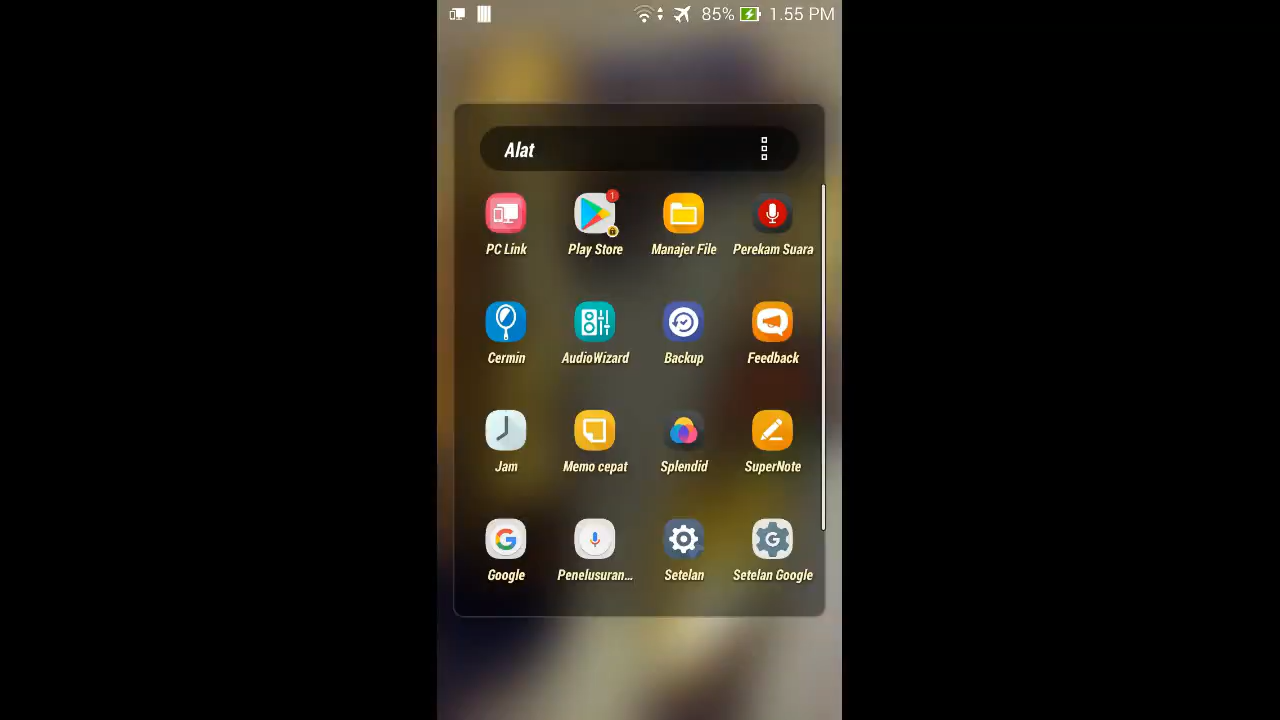 85% 1.55 PM
Alat
1
PC Link Play Store Manajer File Perekam Suara
Cermin AudioWizard Backup Feedback
Jam Memo cepat Splendid SuperNote
G G
Google Penelusuran... Setelan Setelan Google